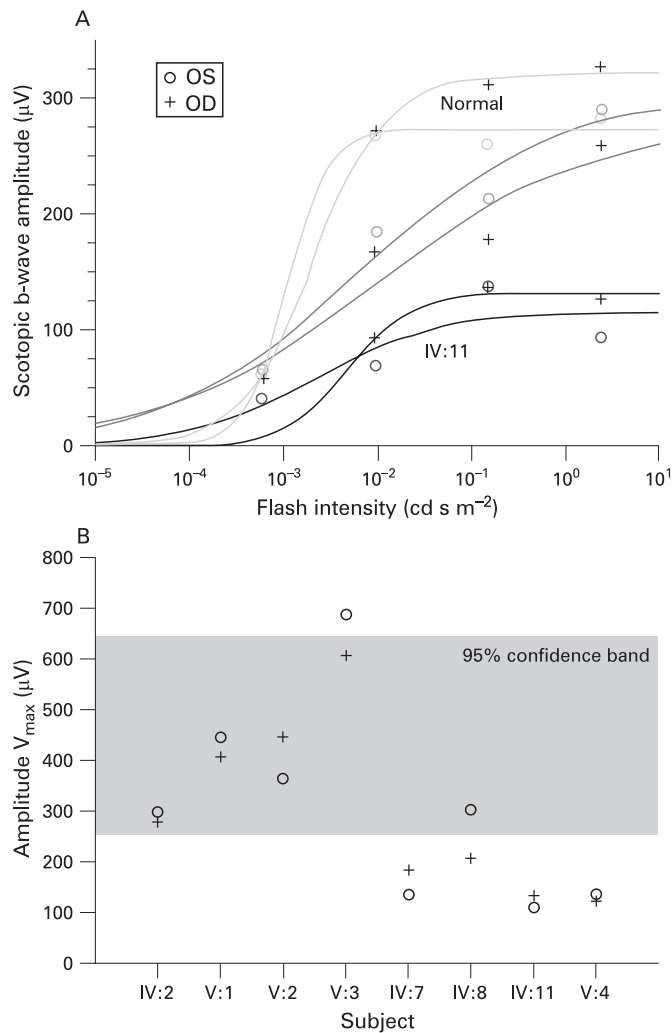 A
Scotopic b-wave amplitude (μV)
300
200
100
0
OS
OD
Normal
IV:11
10⁻⁵ 10⁻⁴ 10⁻³ 10⁻² 10⁻¹ 10⁰ 10¹
Flash intensity (cd s m⁻²)
B
Amplitude Vmax (μV)
800
700
600
500
400
300
200
100
0
95% confidence band
IV:2 V:1 V:2 V:3 IV:7 IV:8 IV:11 V:4
Subject